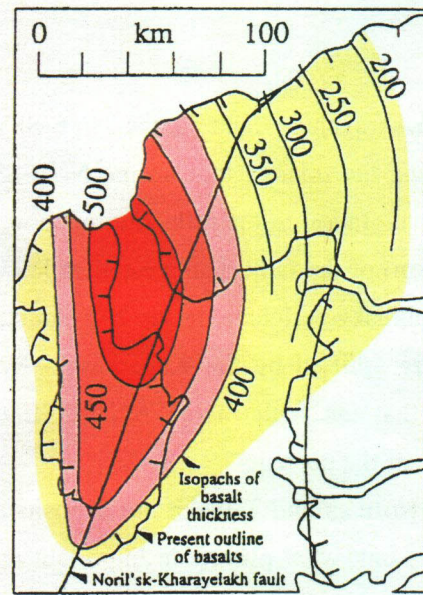 0 km 100
200
250
300
350
400
500
450
400
Isopachs of
basalt
thickness
Present outline
of basalts
Noril'sk-Kharayelakh fault